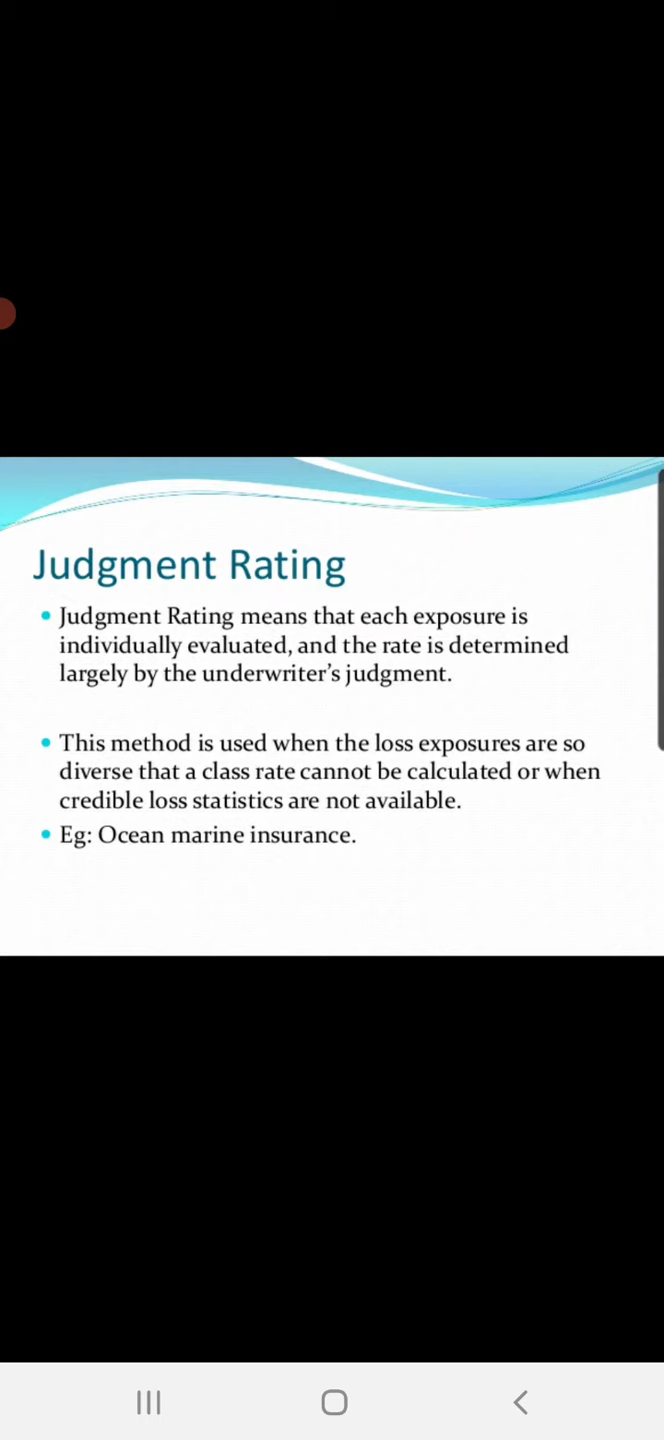 Judgment Rating
• Judgment Rating means that each exposure is
individually evaluated, and the rate is determined
largely by the underwriter’s judgment.
• This method is used when the loss exposures are so
diverse that a class rate cannot be calculated or when
credible loss statistics are not available.
• Eg: Ocean marine insurance.